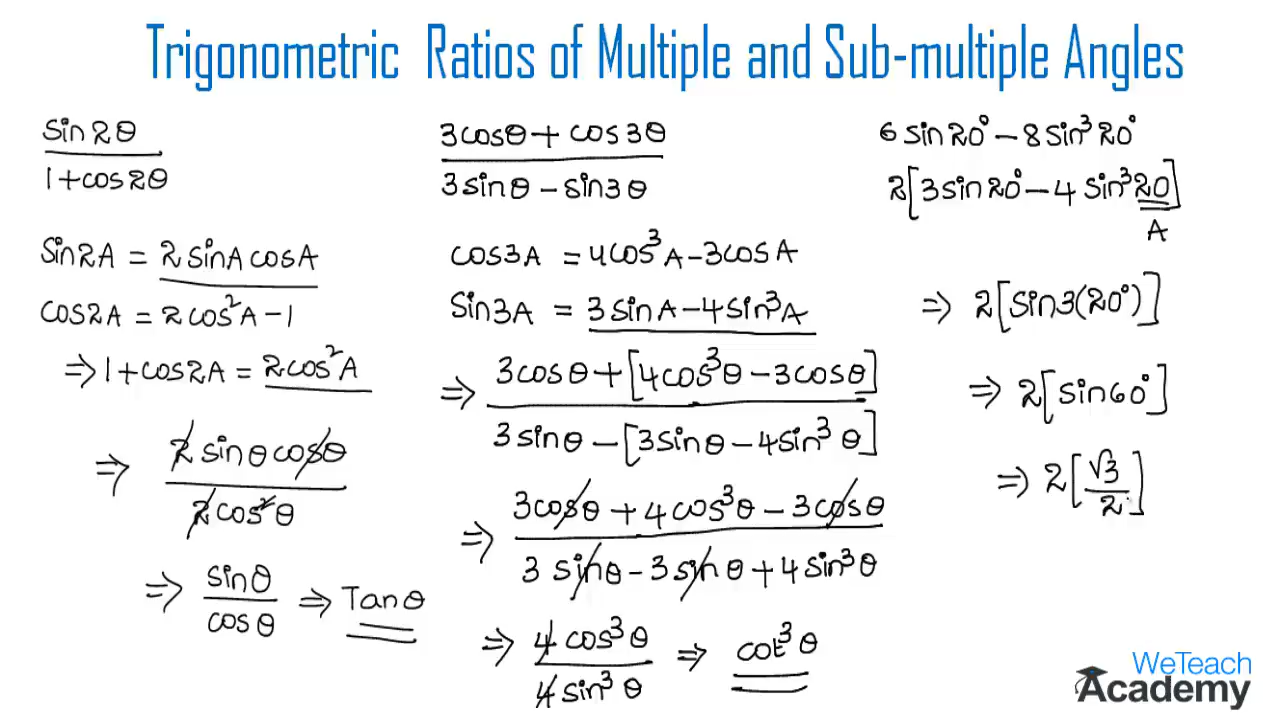 Trigonometric Ratios of Multiple and Sub-multiple Angles
sin2θ
1+cos2θ
Sin2A = 2sinAcosA
Cos2A = 2cos²A-1
⇒1+cos2A = 2cos²A
⇒ 2sinθcosθ
2cos²θ
⇒ sinθ
cosθ
⇒ Tanθ
3cosθ+cos3θ
3sinθ-sin3θ
cos3A = 4cos³A-3cosA
Sin3A = 3sinA-4sin³A
⇒ 3cosθ+[4cos³θ-3cosθ]
3sinθ-[3sinθ-4sin³θ]
⇒ 3cosθ+4cos³θ-3cosθ
3sinθ-3sinθ+4sin³θ
⇒ 4cos³θ
4sin³θ
⇒ cot³θ
6sin20°-8sin³20°
2[3sin20°-4sin³20]
A
⇒ 2[sin3(20°)]
⇒ 2[sin60°]
⇒ 2[√3
2]
WeTeach
Academy